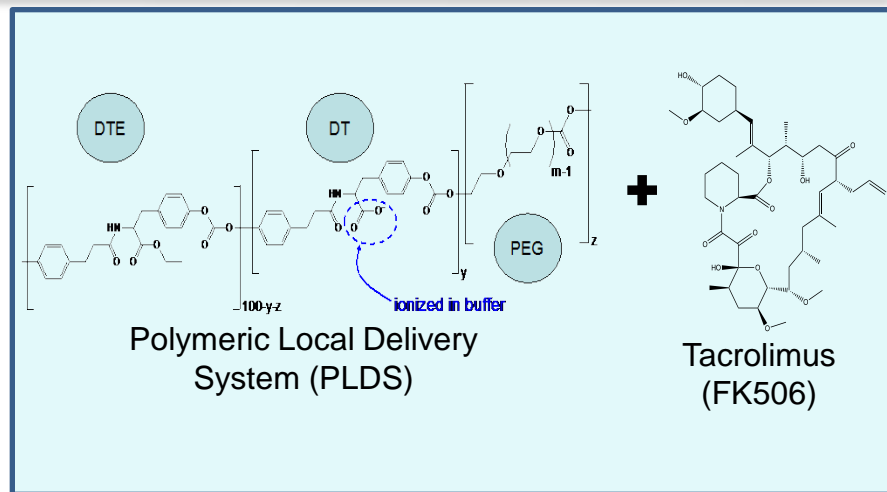 DTE
DT
PEG
HN
O
O
O
O
O
O
100-y-z
HN
O
O
O
O
O
O
y
O
O
O
O
m-1
z
ionized in buffer
Polymeric Local Delivery
System (PLDS)
HO
O
O
O
OH
N
O
O
O
HO
O
O
O
Tacrolimus
(FK506)